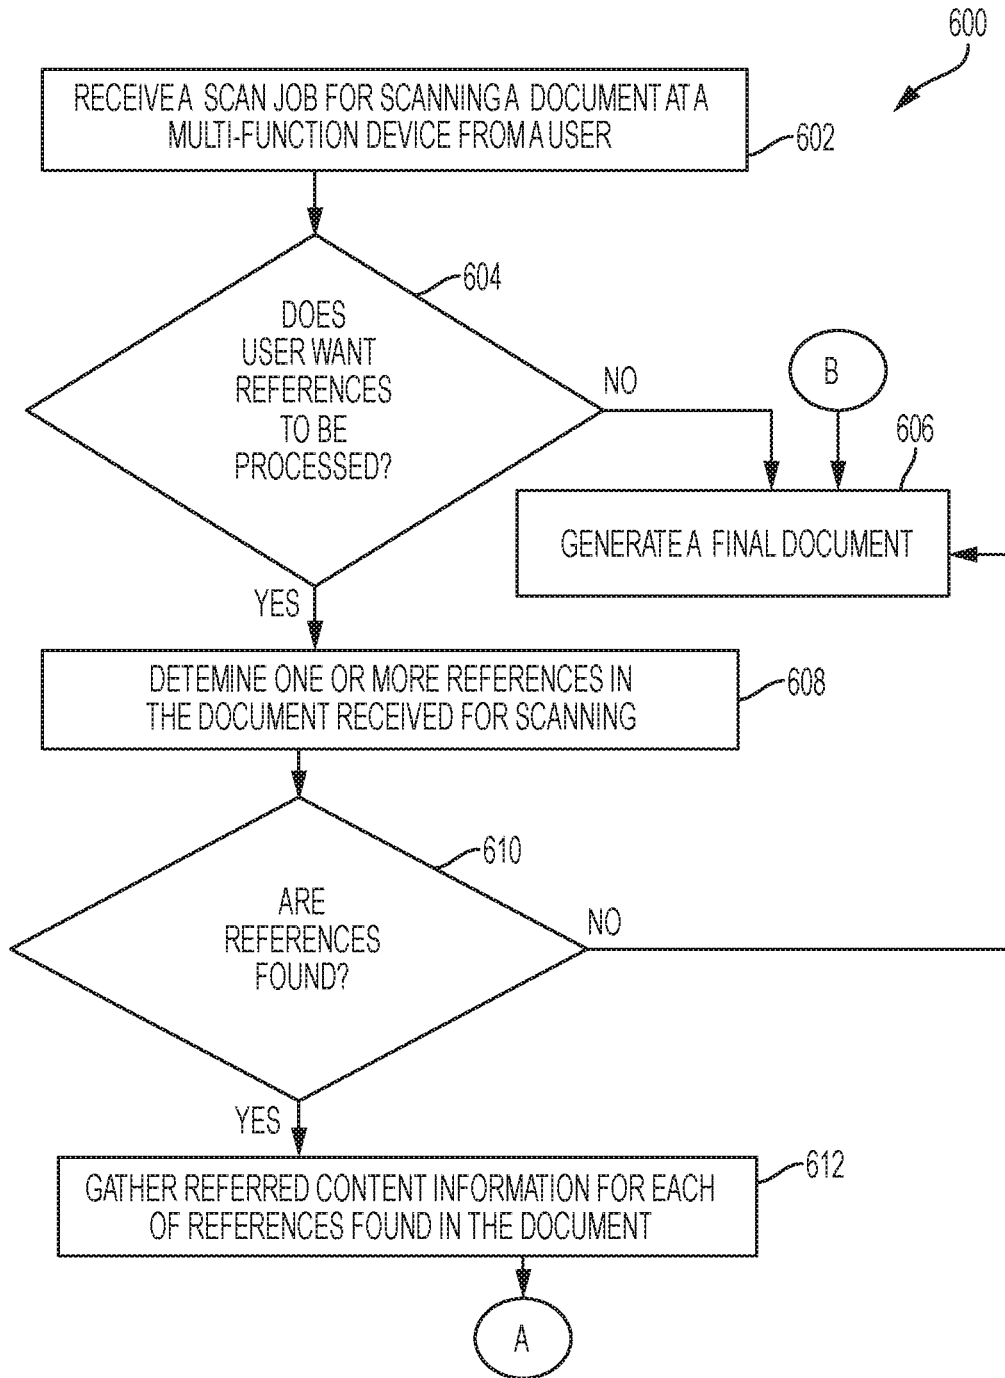 600
RECEIVE A SCAN JOB FOR SCANNING A DOCUMENT AT A
MULTI-FUNCTION DEVICE FROM A USER
602
604
DOES
USER WANT
REFERENCES
TO BE
PROCESSED?
NO
B
606
GENERATE A FINAL DOCUMENT
YES
DETEMINE ONE OR MORE REFERENCES IN
THE DOCUMENT RECEIVED FOR SCANNING
608
610
ARE
REFERENCES
FOUND?
NO
YES
GATHER REFERRED CONTENT INFORMATION FOR EACH
OF REFERENCES FOUND IN THE DOCUMENT
612
A